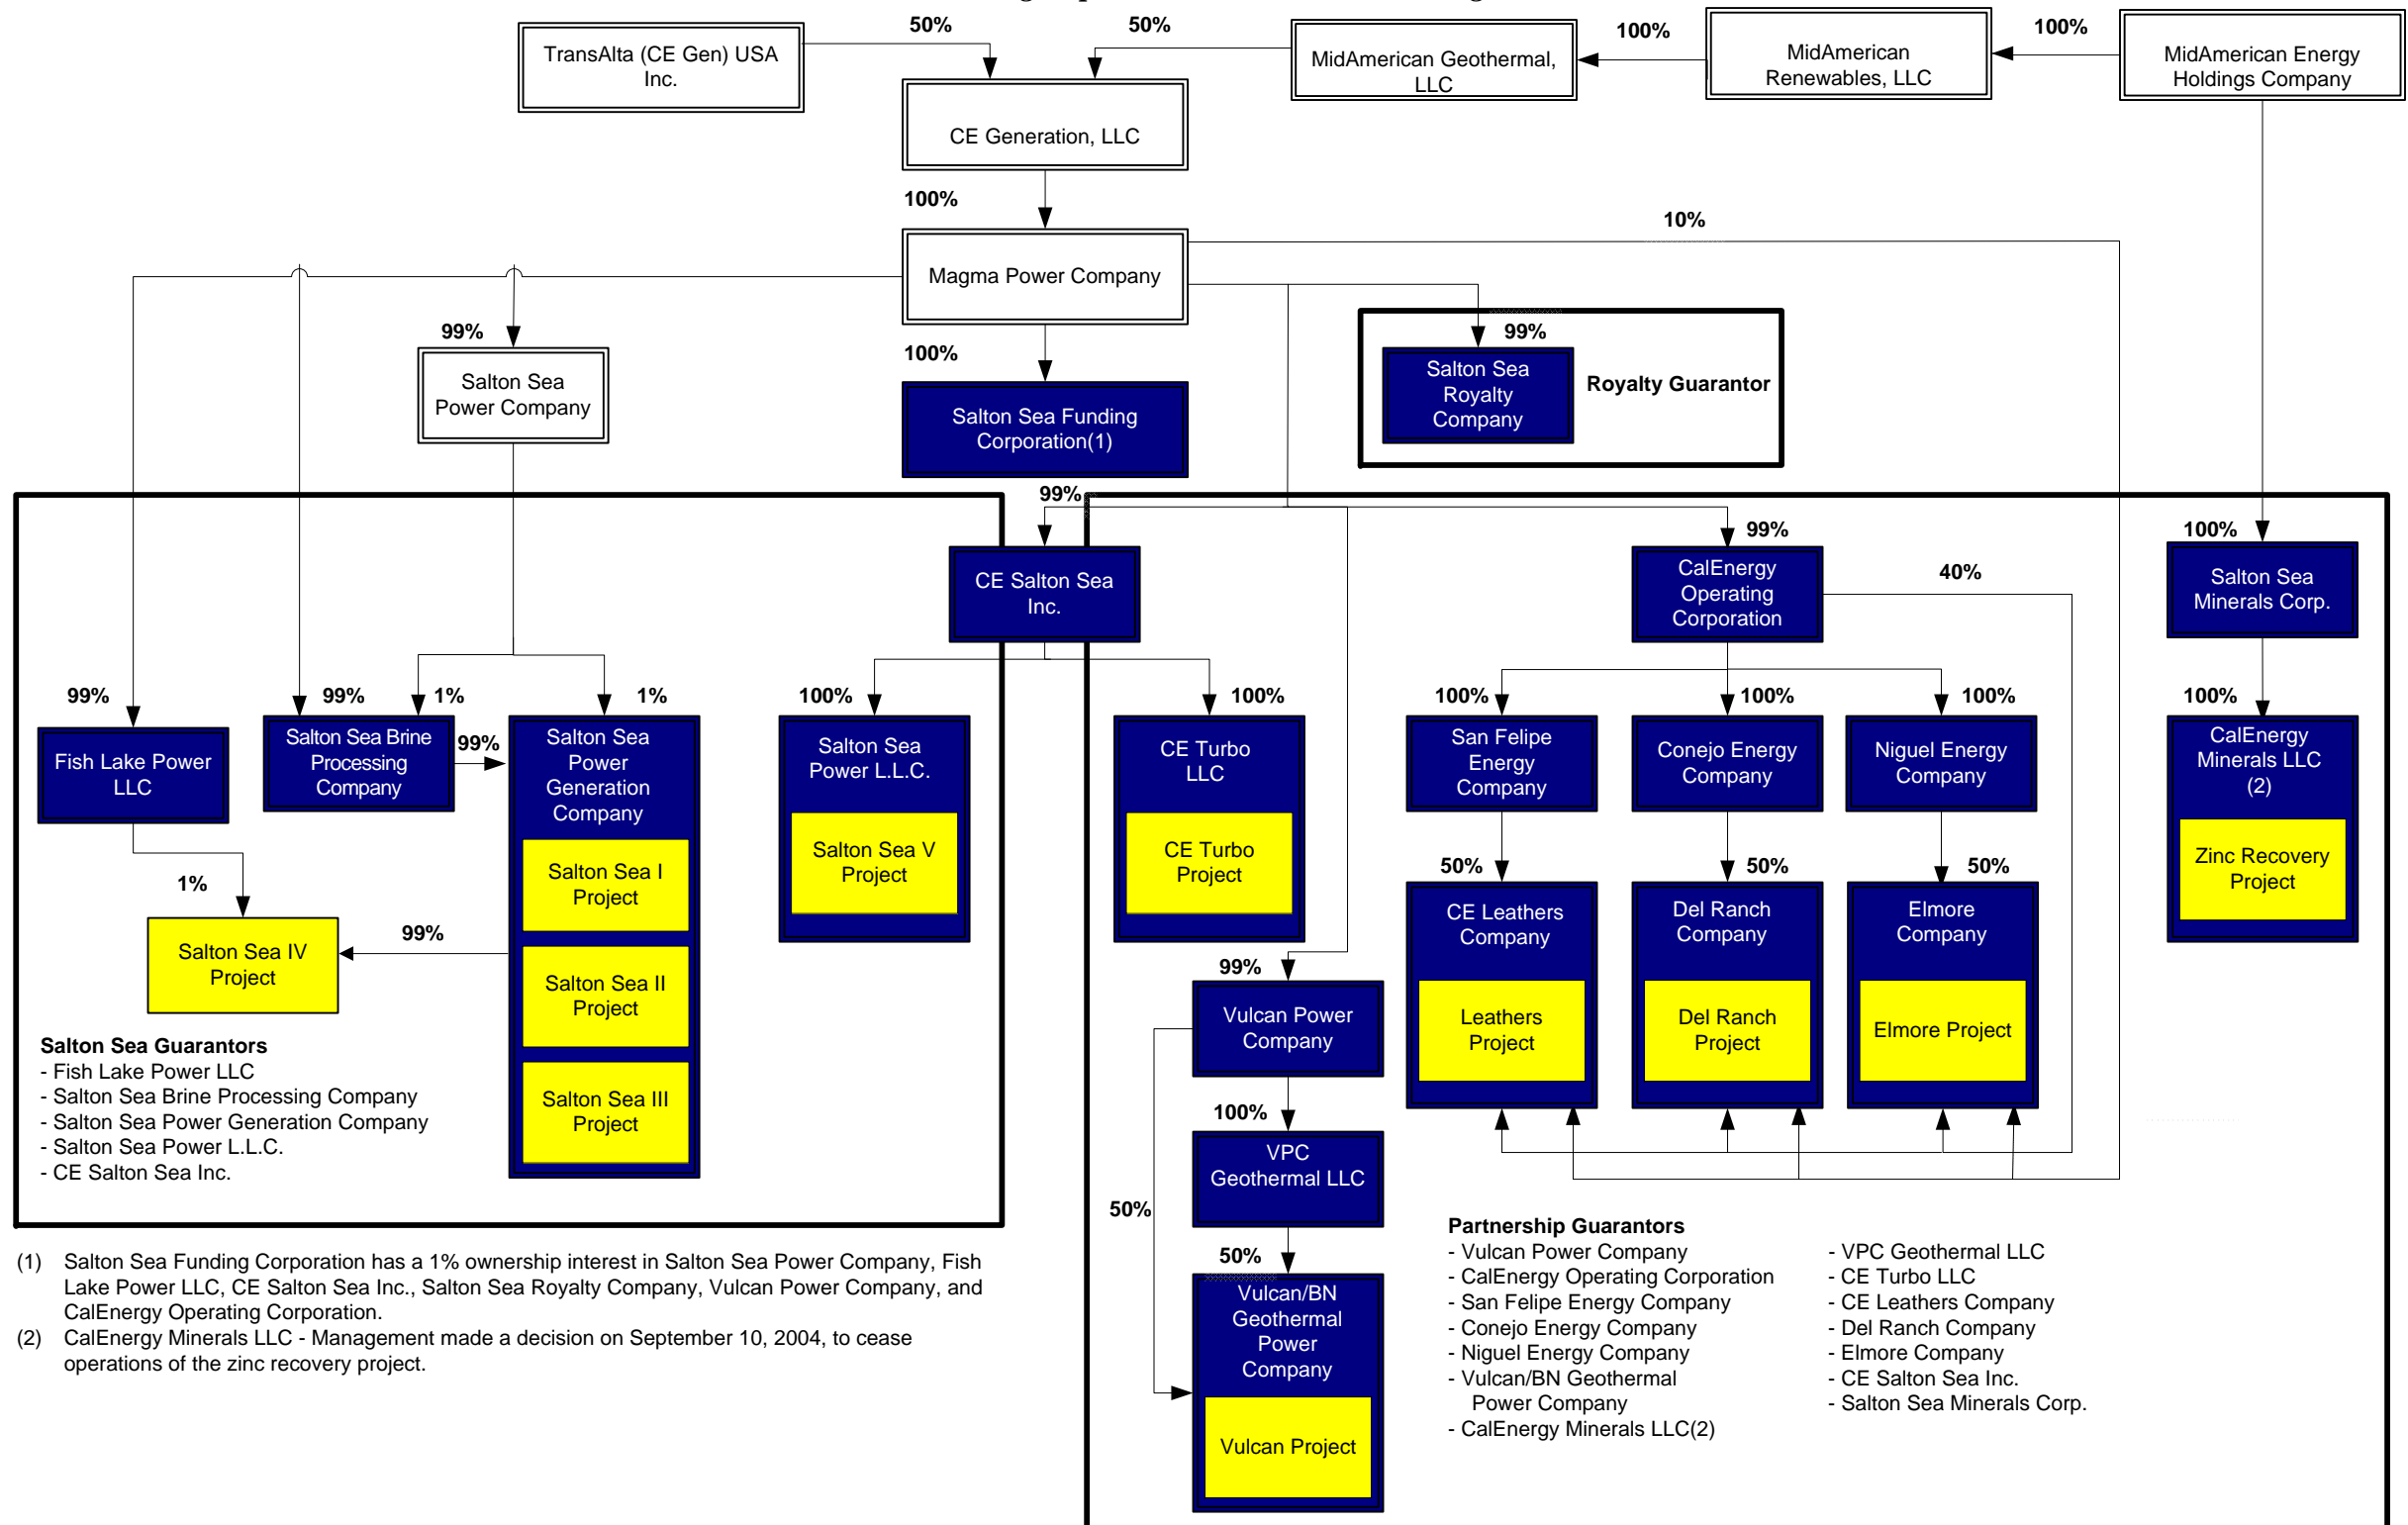 50%
50%
100%
100%
TransAlta (CE Gen) USA
Inc.
MidAmerican Geothermal,
LLC
MidAmerican
Renewables, LLC
MidAmerican Energy
Holdings Company
CE Generation, LLC
100%
10%
Magma Power Company
99%
100%
99%
Salton Sea
Power Company
Salton Sea Funding
Corporation(1)
Salton Sea
Royalty
Company
Royalty Guarantor
99%
99%
100%
CE Salton Sea
Inc.
CalEnergy
Operating
Corporation
40%
Salton Sea
Minerals Corp.
99%
99%
1%
1%
100%
100%
100%
100%
100%
100%
Fish Lake Power
LLC
Salton Sea Brine
Processing
Company
99%
Salton Sea
Power
Generation
Company
Salton Sea
Power L.L.C.
CE Turbo
LLC
San Felipe
Energy
Company
Conejo Energy
Company
Niguel Energy
Company
CalEnergy
Minerals LLC
(2)
Salton Sea I
Project
Salton Sea V
Project
CE Turbo
Project
Zinc Recovery
Project
1%
50%
50%
50%
Salton Sea IV
Project
99%
CE Leathers
Company
Del Ranch
Company
Elmore
Company
Salton Sea II
Project
99%
Vulcan Power
Company
Leathers
Project
Del Ranch
Project
Elmore Project
Salton Sea III
Project
100%
VPC
Geothermal LLC
50%
50%
Vulcan/BN
Geothermal
Power
Company
Vulcan Project
Salton Sea Guarantors
- Fish Lake Power LLC
- Salton Sea Brine Processing Company
- Salton Sea Power Generation Company
- Salton Sea Power L.L.C.
- CE Salton Sea Inc.
(1) Salton Sea Funding Corporation has a 1% ownership interest in Salton Sea Power Company, Fish
Lake Power LLC, CE Salton Sea Inc., Salton Sea Royalty Company, Vulcan Power Company, and
CalEnergy Operating Corporation.
(2) CalEnergy Minerals LLC - Management made a decision on September 10, 2004, to cease
operations of the zinc recovery project.
Partnership Guarantors
- Vulcan Power Company
- CalEnergy Operating Corporation
- San Felipe Energy Company
- Conejo Energy Company
- Niguel Energy Company
- Vulcan/BN Geothermal
Power Company
- CalEnergy Minerals LLC(2)
- VPC Geothermal LLC
- CE Turbo LLC
- CE Leathers Company
- Del Ranch Company
- Elmore Company
- CE Salton Sea Inc.
- Salton Sea Minerals Corp.